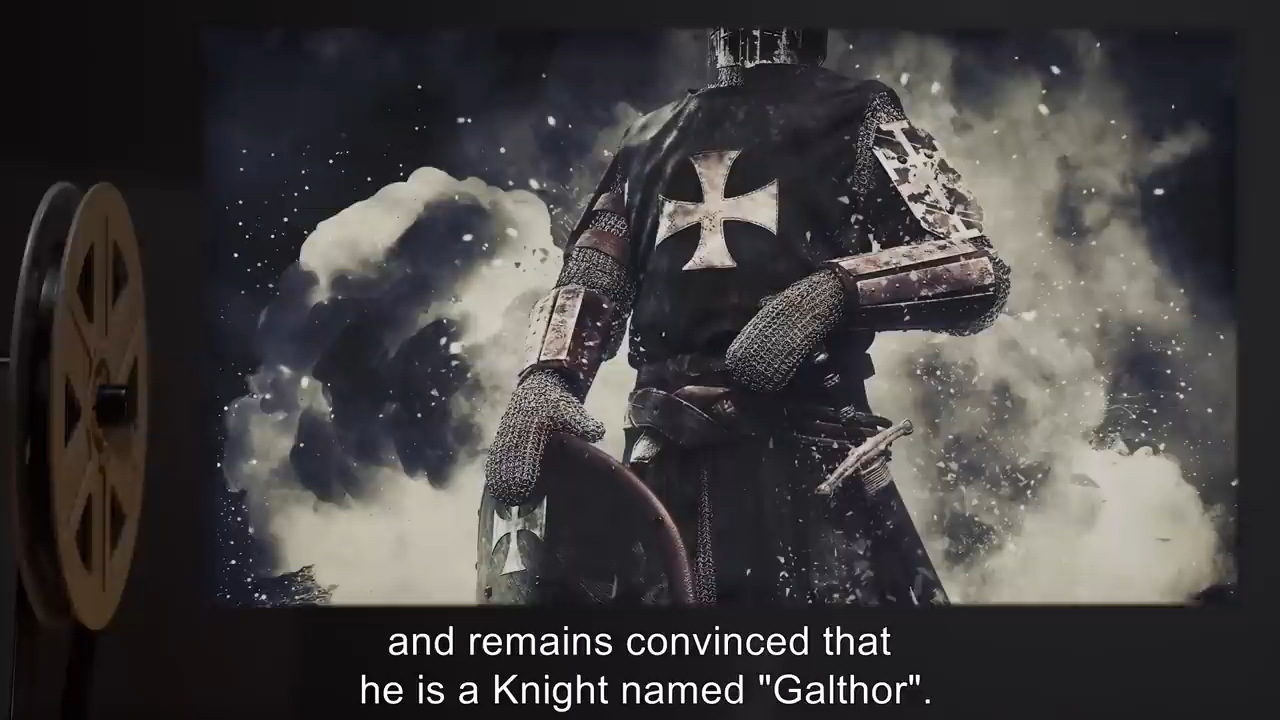 and remains convinced that
he is a Knight named "Galthor".